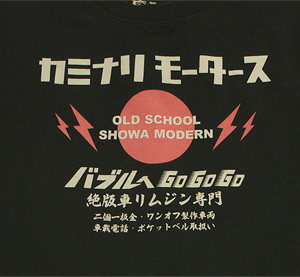 カミナリ モータース
OLD SCHOOL
SHOWA MODERN
バブルへ GO GO GO
絶版車リムジン専門
二個一板金・ワンオフ製作車両
車載電話・ポケットベル取扱い